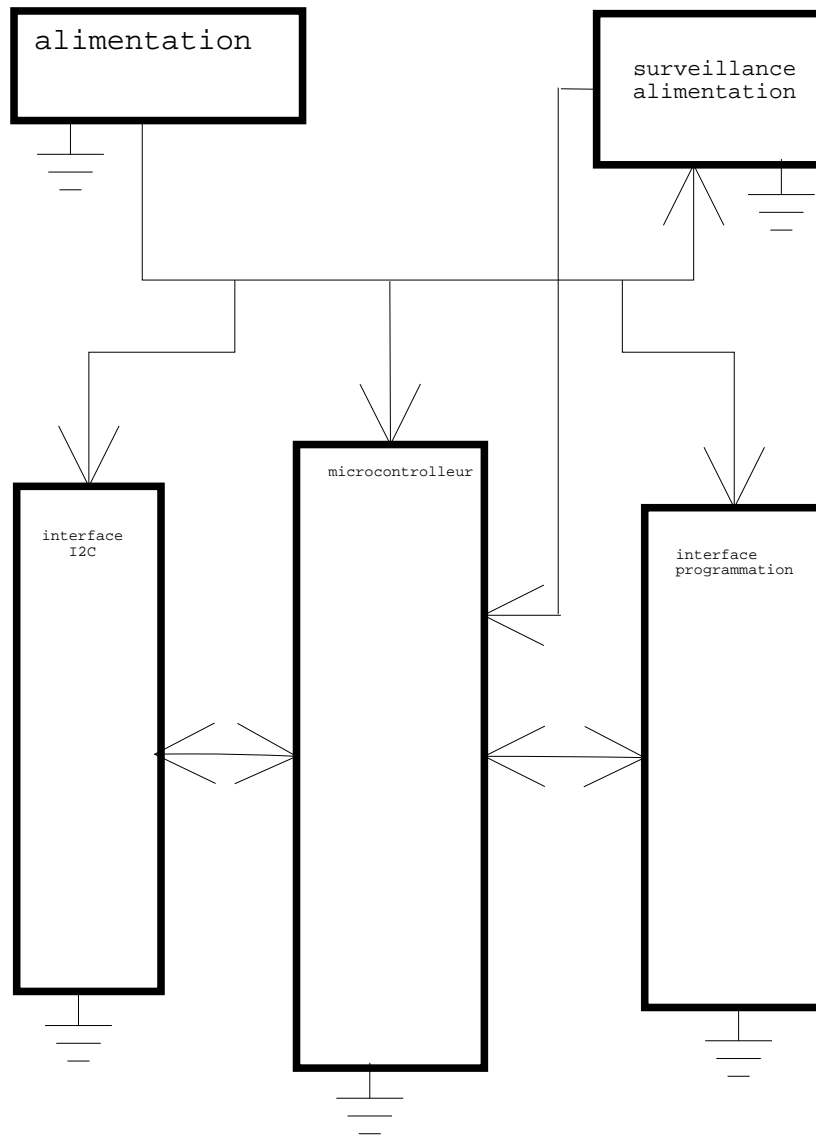 alimentation
surveillance
alimentation
microcontrolleur
interface
I2C
interface
programmation